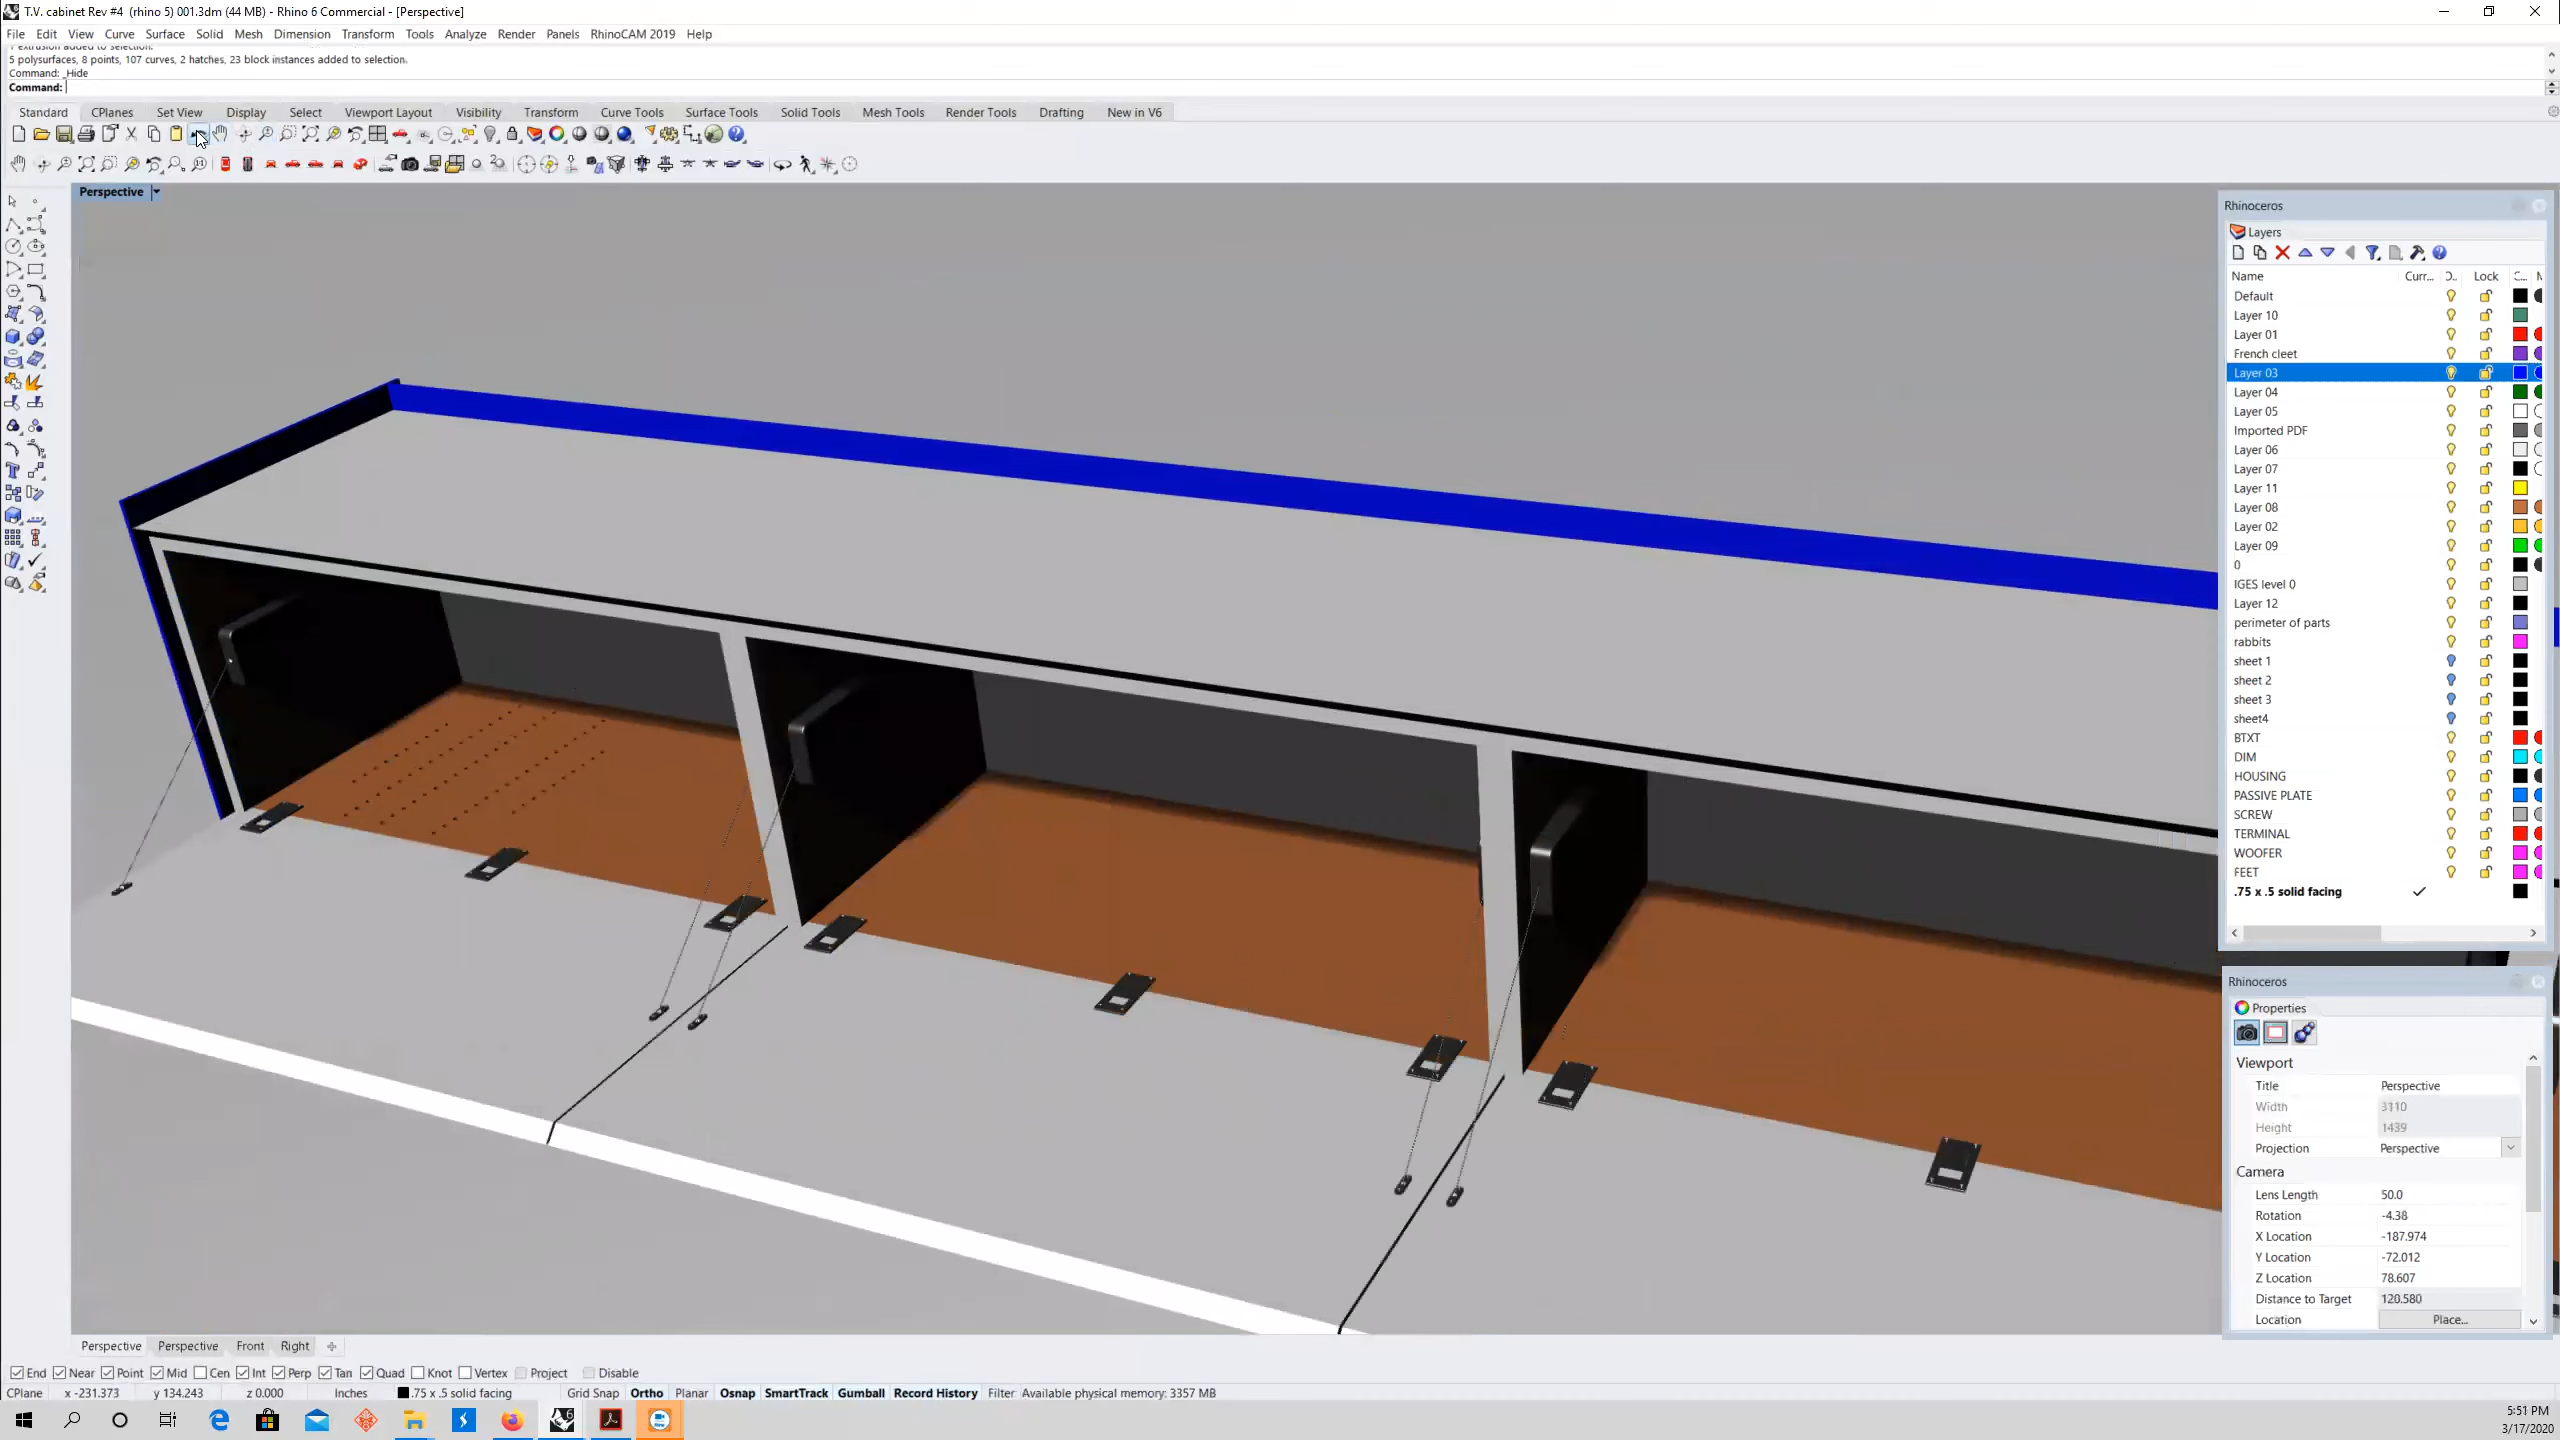 T.V. cabinet Rev #4 (rhino 5) 001.3dm (44 MB) - Rhino 6 Commercial - [Perspective]
File Edit View Curve Surface Solid Mesh Dimension Transform Tools Analyze Render Panels RhinoCAM 2019 Help
1 extrusion added to selection.
5 polysurfaces, 8 points, 107 curves, 2 hatches, 23 block instances added to selection.
Command: _Hide
Command:
Standard CPlanes Set View Display Select Viewport Layout Visibility Transform Curve Tools Surface Tools Solid Tools Mesh Tools Render Tools Drafting New in V6
Perspective
Rhinoceros
Layers
Name Curr... Lock C...
Default
Layer 10
Layer 01
French cleet
Layer 03
Layer 04
Layer 05
Imported PDF
Layer 06
Layer 07
Layer 11
Layer 08
Layer 02
Layer 09
0
IGES level 0
Layer 12
perimeter of parts
rabbits
sheet 1
sheet 2
sheet 3
sheet4
BTXT
DIM
HOUSING
PASSIVE PLATE
SCREW
TERMINAL
WOOFER
FEET
.75 x .5 solid facing
Rhinoceros
Properties
Viewport
Title Perspective
Width 3110
Height 1439
Projection Perspective
Camera
Lens Length 50.0
Rotation -4.38
X Location -187.974
Y Location -72.012
Z Location 78.607
Distance to Target 120.580
Location Place...
Perspective Perspective Front Right
End Near Point Mid Cen Int Perp Tan Quad Knot Vertex Project Disable
CPlane x -231.373 y 134.243 z 0.000 Inches .75 x .5 solid facing Grid Snap Ortho Planar Osnap SmartTrack Gumball Record History Filter Available physical memory: 3357 MB
5:51 PM
3/17/2020